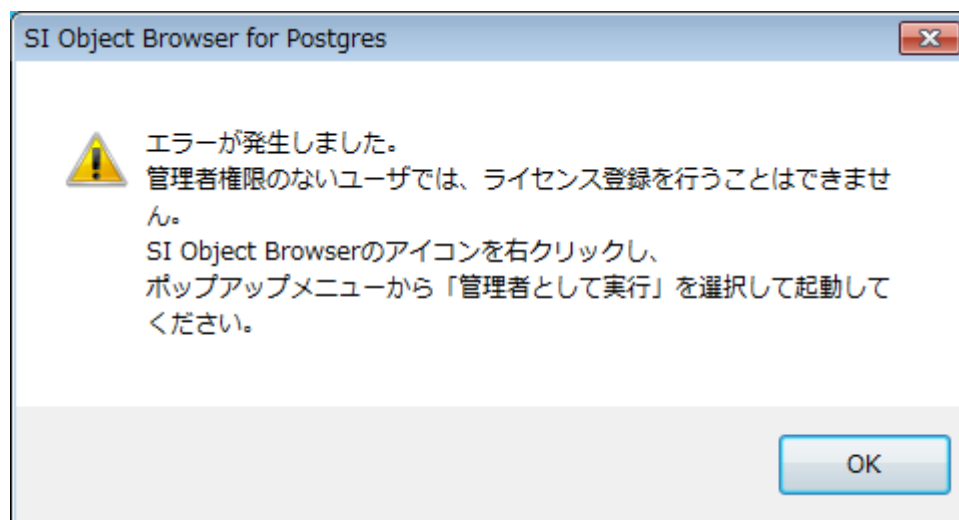 SI Object Browser for Postgres
エラーが発生しました。
管理者権限のないユーザでは、ライセンス登録を行うことはできませ
ん。
SI Object Browserのアイコンを右クリックし、
ポップアップメニューから「管理者として実行」を選択して起動して
ください。
OK